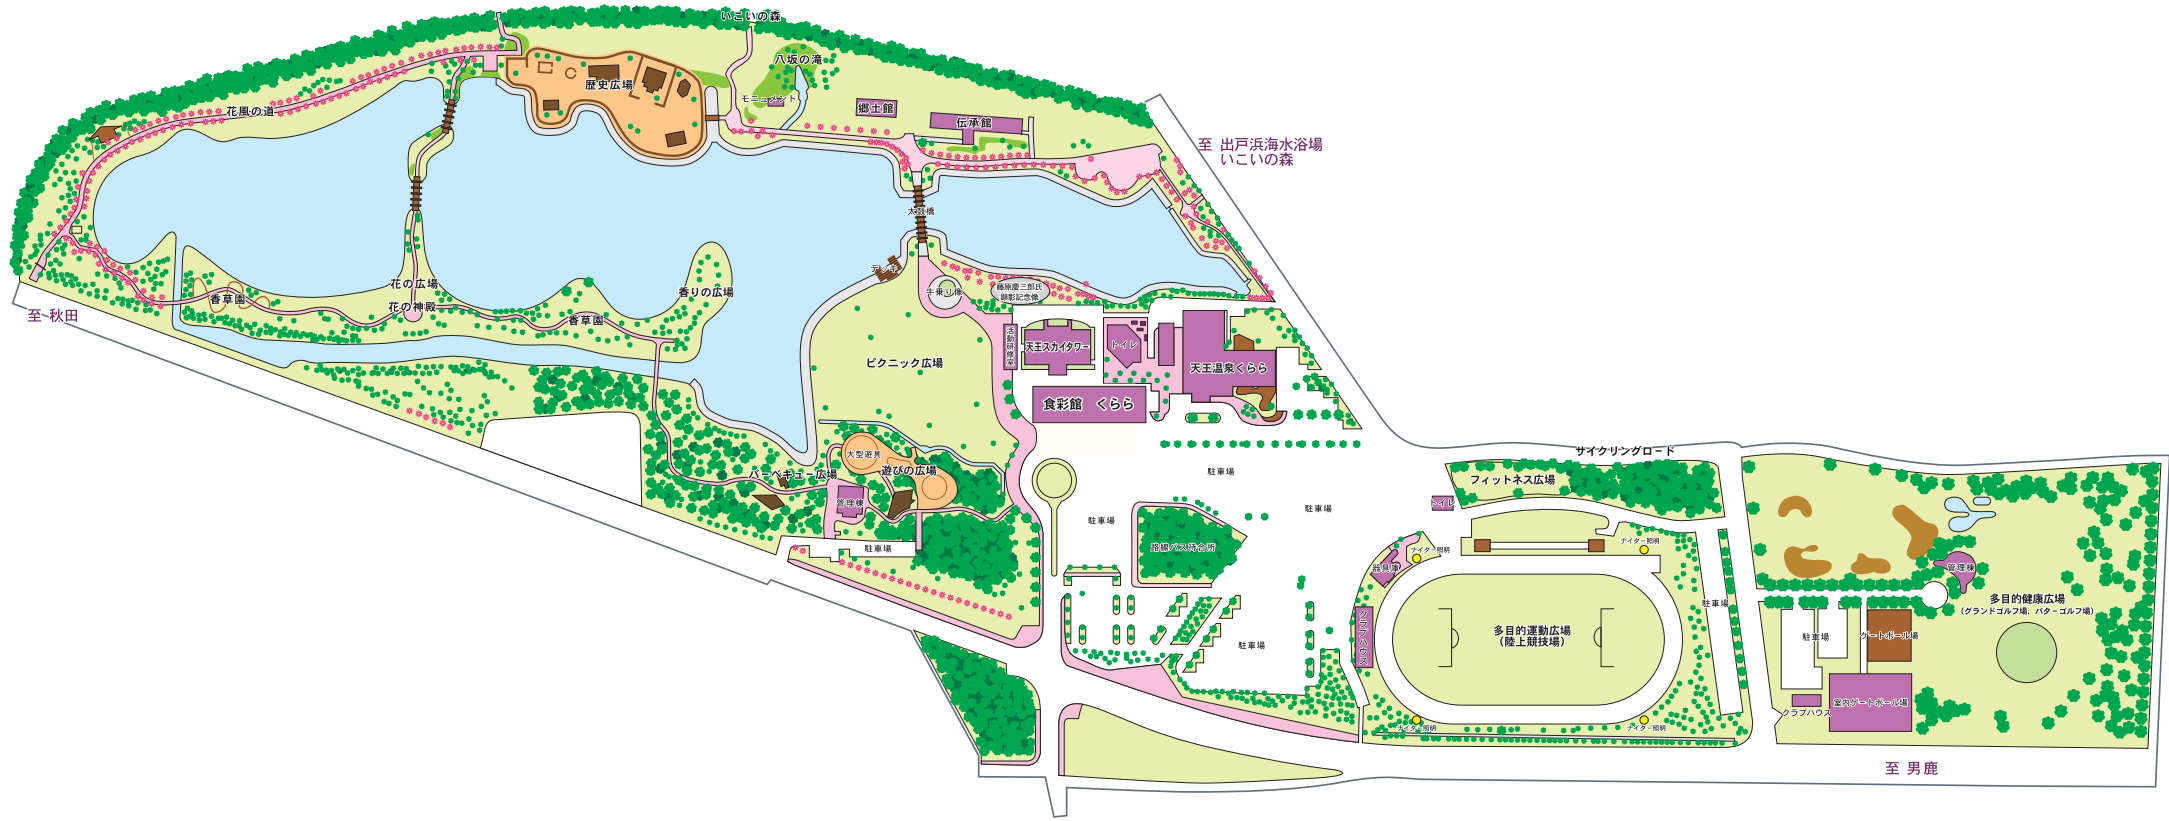 いこいの森
八坂の滝
歴史広場
モニュメント
花風の道
郷土館
伝承館
至 出戸浜海水浴場
いこいの森
太鼓橋
デッキ
花の広場
香りの広場
牛乗り像
藤原慶三郎氏
顕彰記念像
香草園
花の神殿
至 秋田
香草園
活動研修室
天王スカイタワー
トイレ
ピクニック広場
天王温泉くらら
食彩館 くらら
大型遊具
遊びの広場
バーベキュー広場
管理棟
駐車場
駐車場
駐車場
駐車場
路線バス待合所
駐車場
サイクリングロード
フィットネス広場
トイレ
ナイター照明
ナイター照明
器具庫
クラブハウス
多目的運動広場
(陸上競技場)
駐車場
ナイター照明
ナイター照明
管理棟
多目的健康広場
(グランドゴルフ場、パターゴルフ場)
駐車場
ゲートボール場
クラブハウス
室内ゲートボール場
至 男鹿